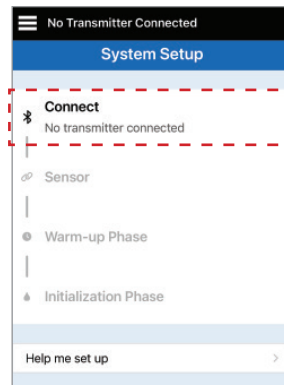 No Transmitter Connected
System Setup
Connect
No transmitter connected
Sensor
Warm-up Phase
Initialization Phase
Help me set up